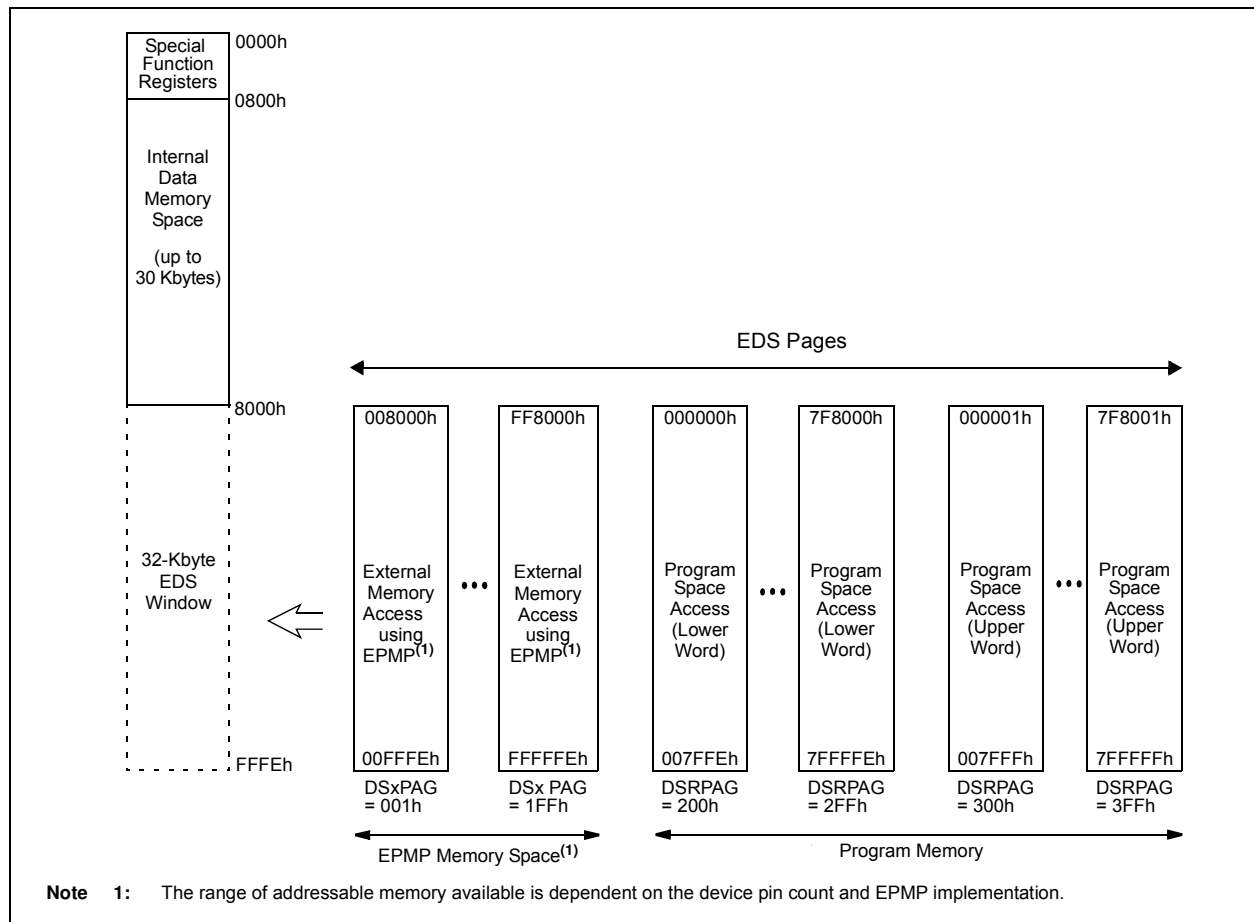 Special
Function
Registers
0000h
0800h
Internal
Data
Memory
Space
(up to
30 Kbytes)
8000h
32-Kbyte
EDS
Window
FFFEh
EDS Pages
008000h
External
Memory
Access
using
EPMP(1)
00FFFEh
DSxPAG
= 001h
FF8000h
External
Memory
Access
using
EPMP(1)
FFFFFEh
DSx PAG
= 1FFh
000000h
Program
Space
Access
(Lower
Word)
007FFEh
DSRPAG
= 200h
7F8000h
Program
Space
Access
(Lower
Word)
7FFFFEh
DSRPAG
= 2FFh
000001h
Program
Space
Access
(Upper
Word)
007FFFh
DSRPAG
= 300h
7F8001h
Program
Space
Access
(Upper
Word)
7FFFFFh
DSRPAG
= 3FFh
EPMP Memory Space(1)
Program Memory
Note 1: The range of addressable memory available is dependent on the device pin count and EPMP implementation.